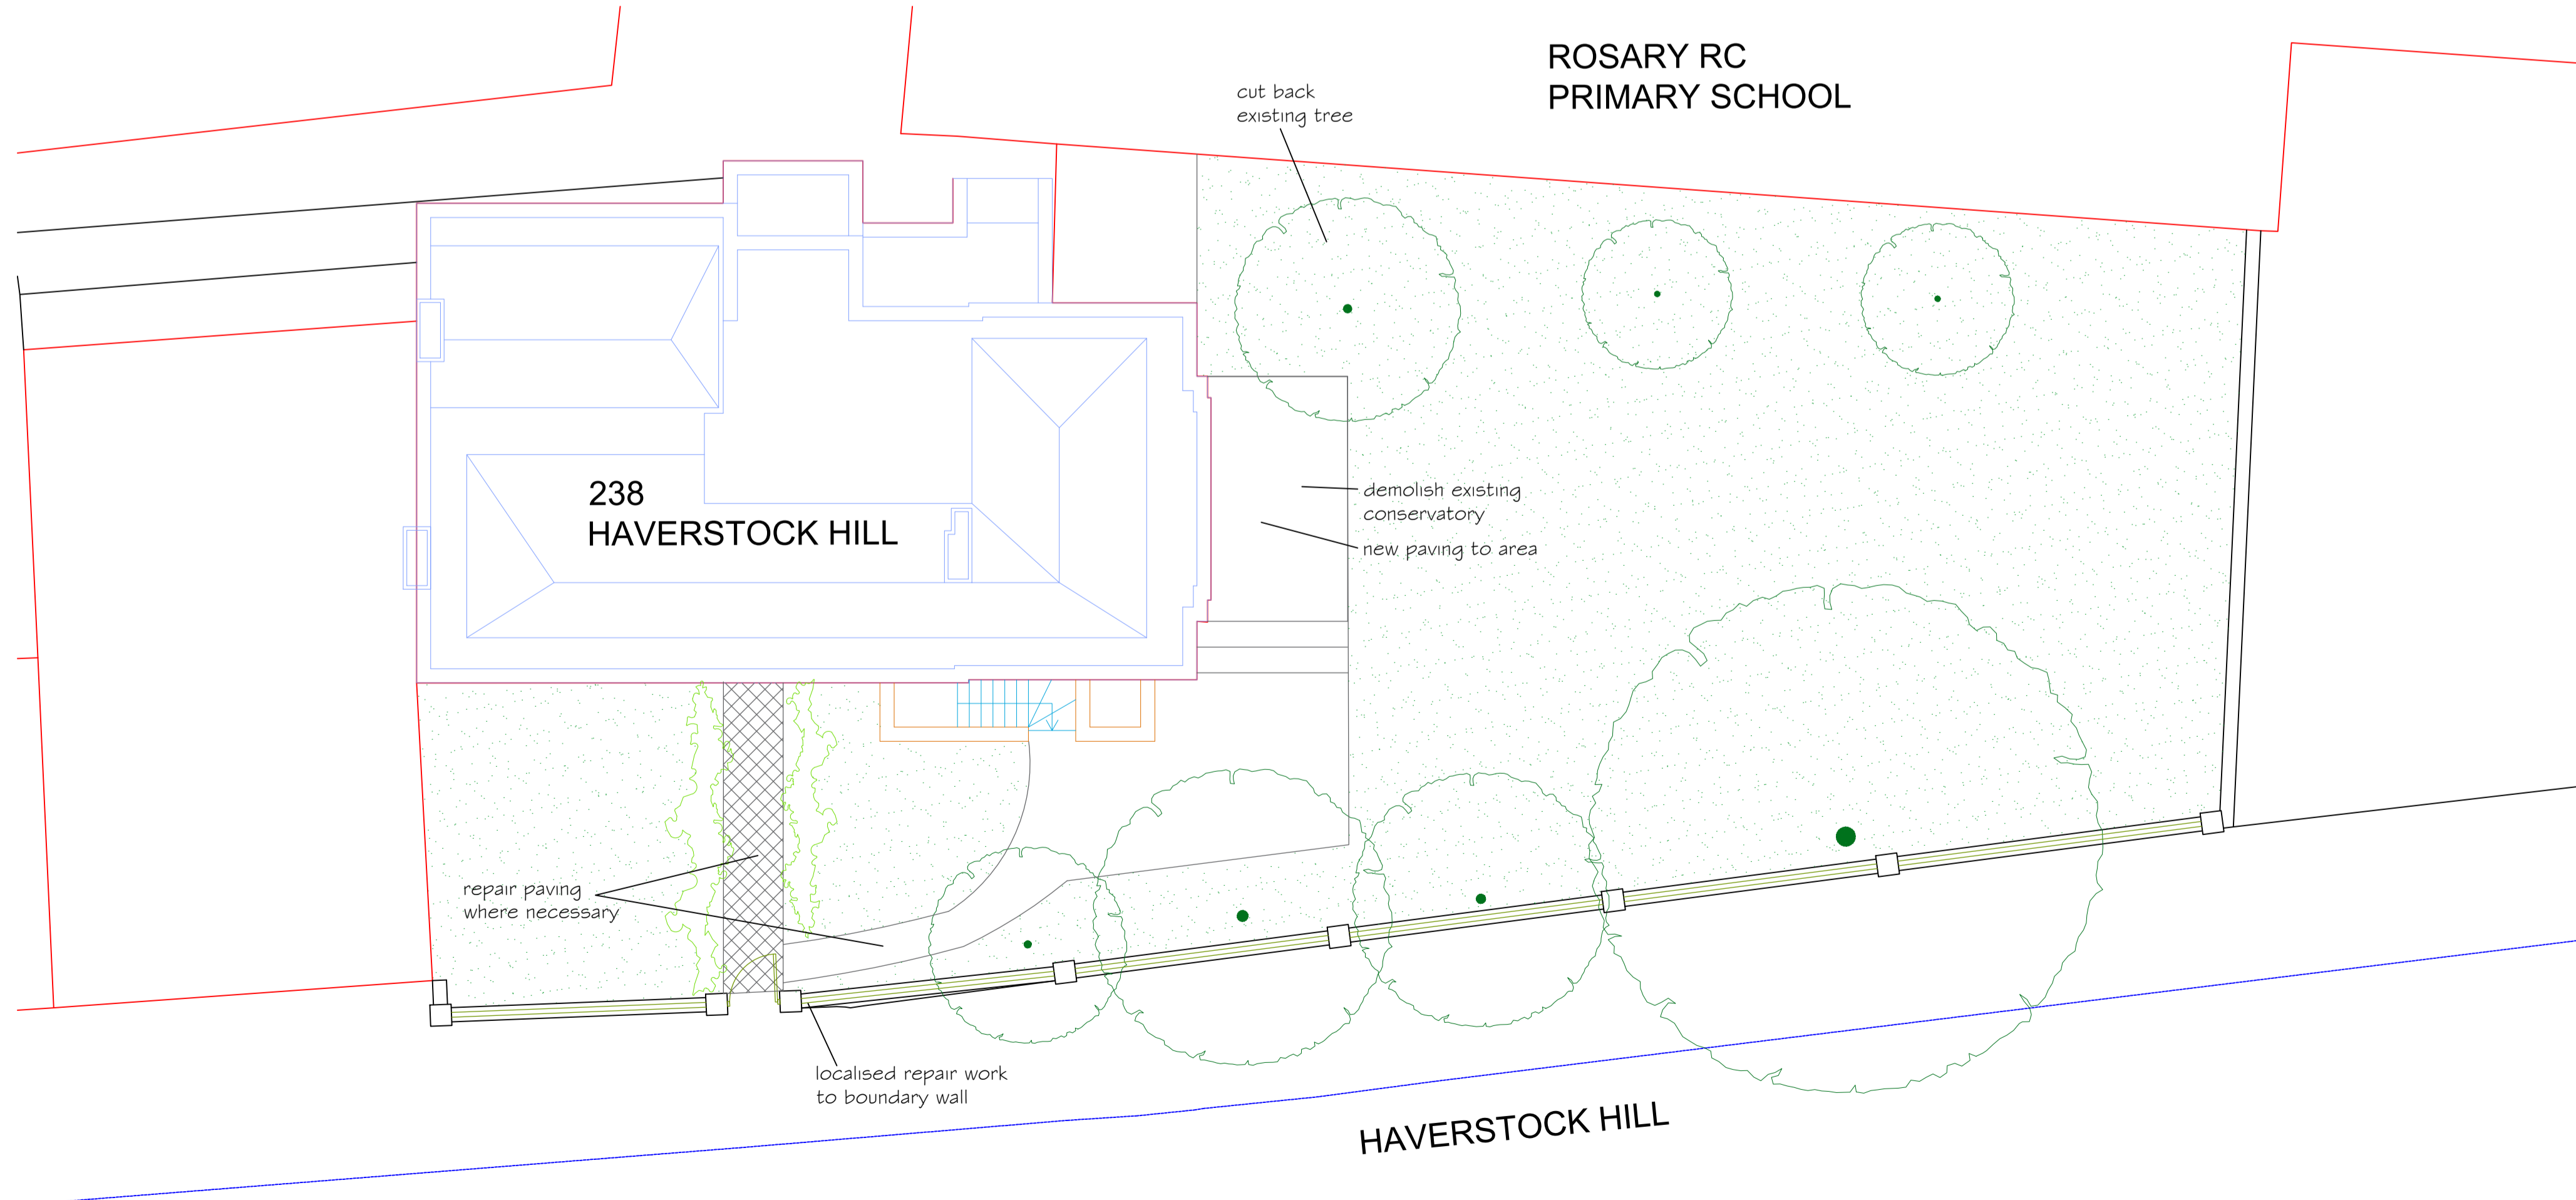 ROSARY RC
PRIMARY SCHOOL
cut back
existing tree
238
HAVERSTOCK HILL
demolish existing
conservatory
new paving to area
repair paving
where necessary
localised repair work
to boundary wall
HAVERSTOCK HILL